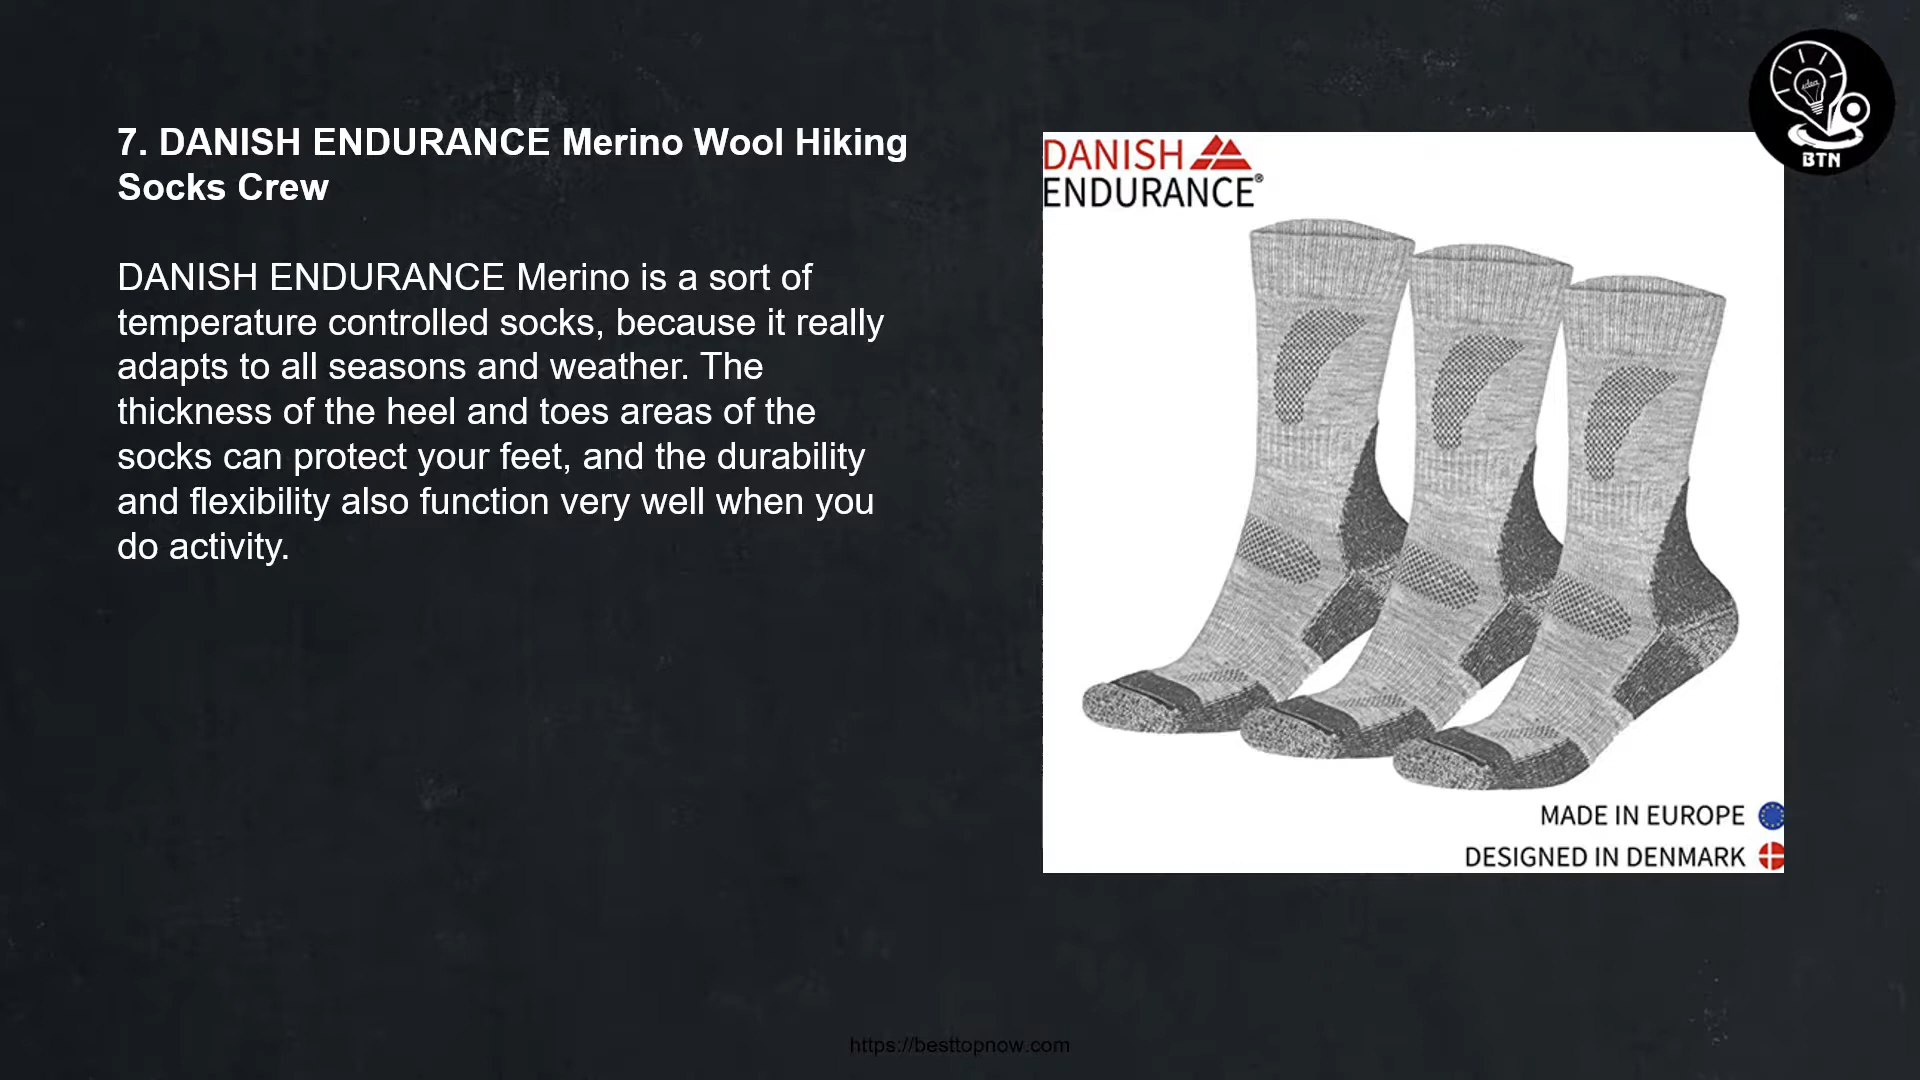 7. DANISH ENDURANCE Merino Wool Hiking
Socks Crew
DANISH ENDURANCE Merino is a sort of
temperature controlled socks, because it really
adapts to all seasons and weather. The
thickness of the heel and toes areas of the
socks can protect your feet, and the durability
and flexibility also function very well when you
do activity.
idea
BTN
DANISH
ENDURANCE®
MADE IN EUROPE
DESIGNED IN DENMARK
https://besttopnow.com